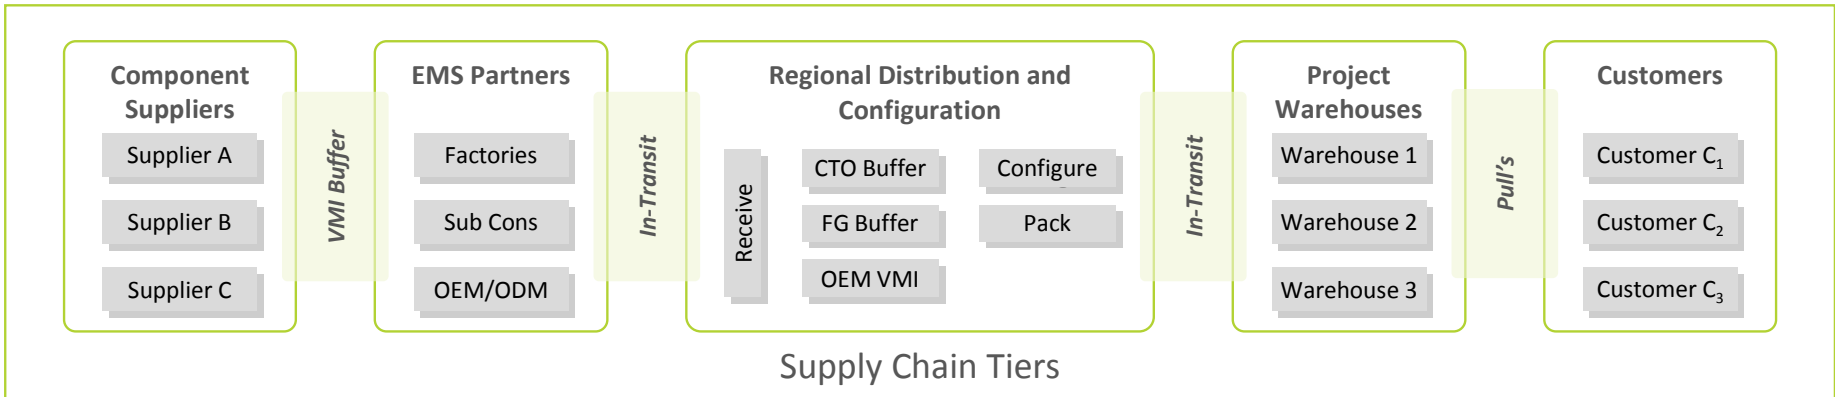 Component
Suppliers
Supplier A
Supplier B
Supplier C
VMI Buffer
EMS Partners
Factories
Sub Cons
OEM/ODM
In-Transit
Regional Distribution and
Configuration
Receive
CTO Buffer
FG Buffer
OEM VMI
Configure
Pack
In-Transit
Project
Warehouses
Warehouse 1
Warehouse 2
Warehouse 3
Pull's
Customers
Customer C₁
Customer C₂
Customer C₃
Supply Chain Tiers